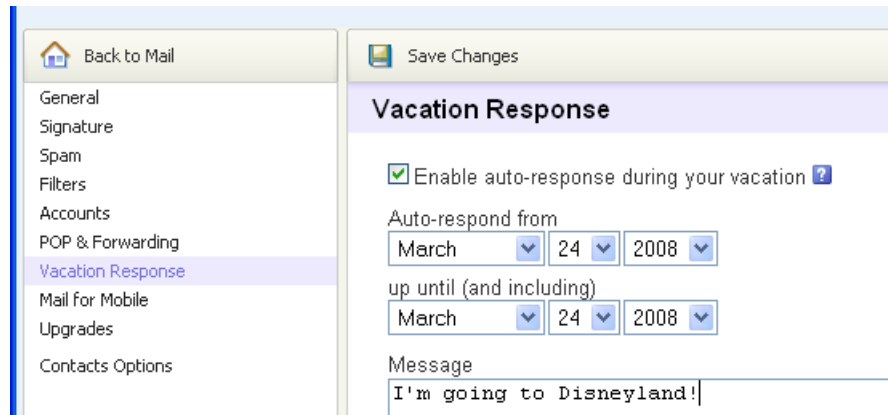 Back to Mail
General
Signature
Spam
Filters
Accounts
POP & Forwarding
Vacation Response
Mail for Mobile
Upgrades
Contacts Options
Save Changes
Vacation Response
Enable auto-response during your vacation ?
Auto-respond from
March 24 2008
up until (and including)
March 24 2008
Message
I'm going to Disneyland!